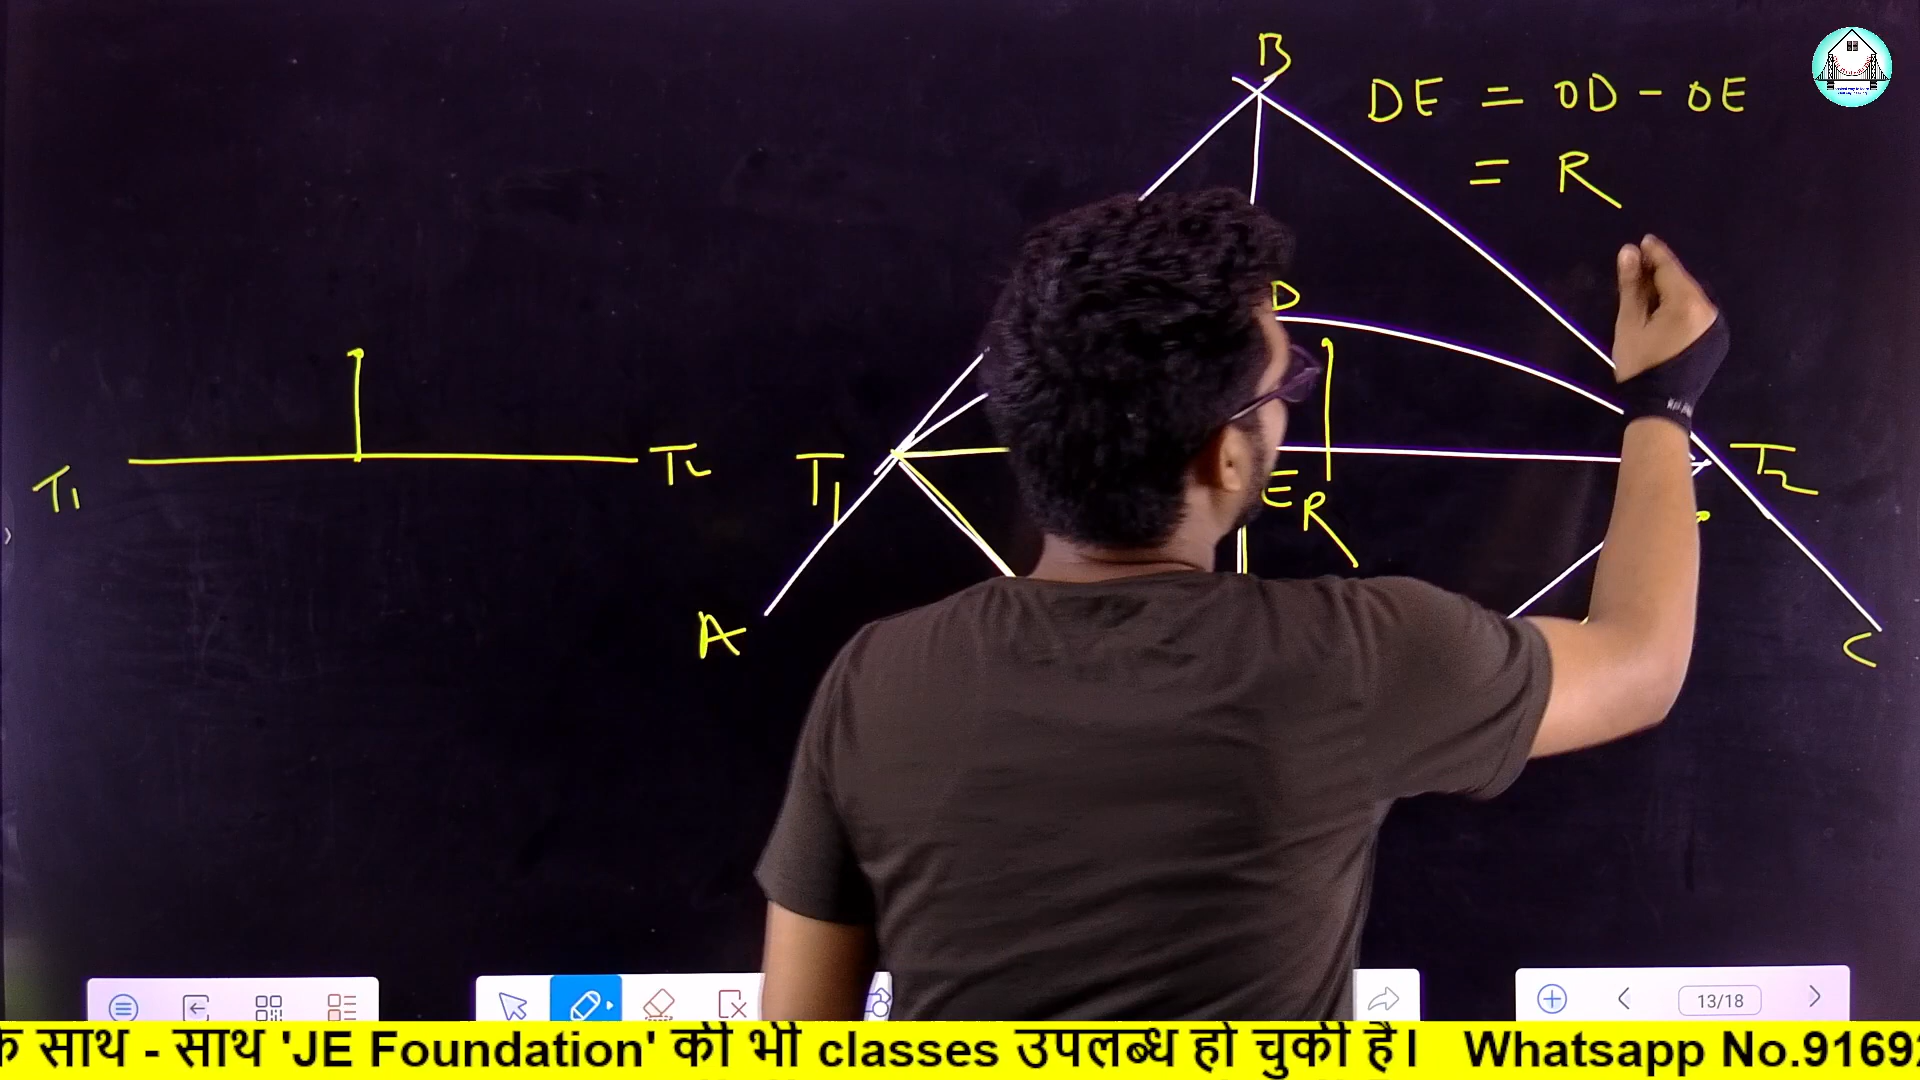 B
DE = OD - OE
= R
D
T1
T2
T1
E
R
T2
A
C
13/18
के साथ - साथ 'JE Foundation' की भी classes उपलब्ध हो चुकी है। Whatsapp No.9169